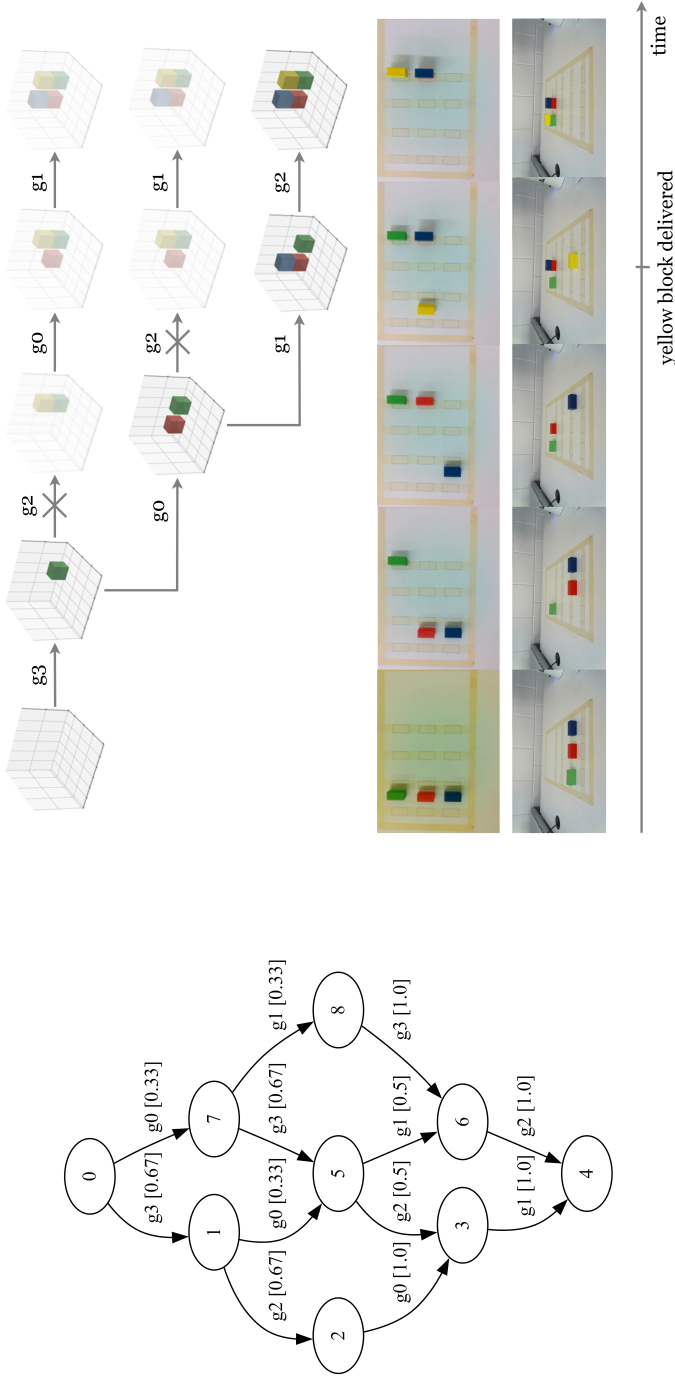 0
g3 [0.67]
g0 [0.33]
1
7
g2 [0.67]
g0 [0.33]
g3 [0.67]
g1 [0.33]
2
5
8
g0 [1.0]
g2 [0.5]
g1 [0.5]
g3 [1.0]
3
6
g1 [1.0]
g2 [1.0]
4
g3
g2
g0
g1
g0
g2
g1
g1
g2
yellow block delivered
time